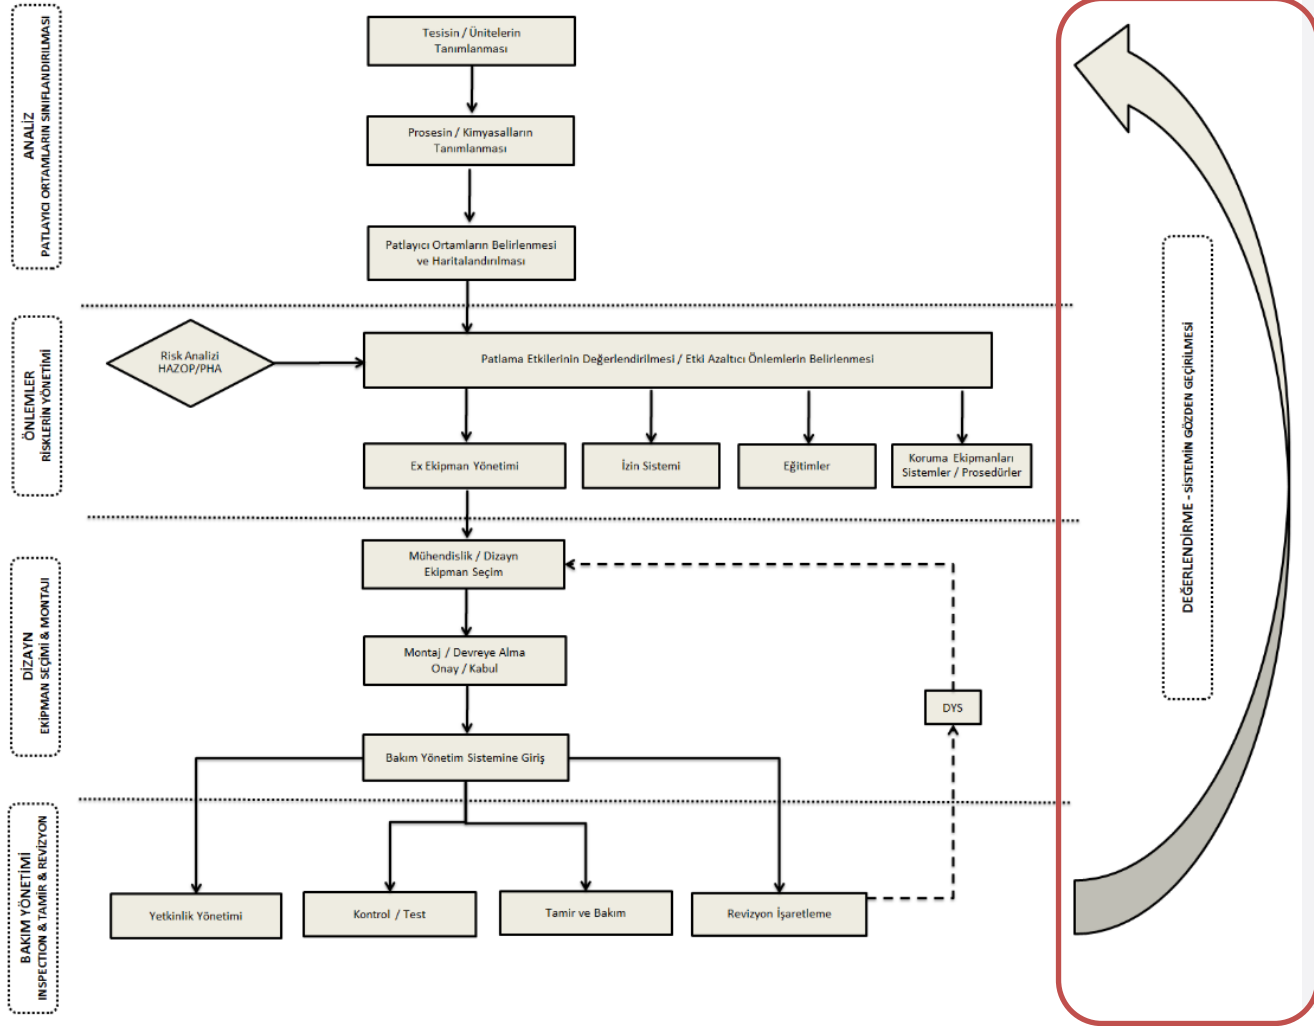 ANALİZ
PATLAYICI ORTAMLARIN SINIFLANDIRILMASI
Tesisin / Ünitelerin
Tanımlanması
Prosesin / Kimyasalların
Tanımlanması
Patlayıcı Ortamların Belirlenmesi
ve Haritalandırılması
ÖNLEMLER
RİSKLERİN YÖNETİMİ
Risk Analizi
HAZOP/PHA
Patlama Etkilerinin Değerlendirilmesi / Etki Azaltıcı Önlemlerin Belirlenmesi
Ex Ekipman Yönetimi
İzin Sistemi
Eğitimler
Koruma Ekipmanları
Sistemler / Prosedürler
DİZAYN
EKİPMAN SEÇİMİ & MONTAJI
Mühendislik / Dizayn
Ekipman Seçim
Montaj / Devreye Alma
Onay / Kabul
Bakım Yönetim Sistemine Giriş
DYS
BAKIM YÖNETİMİ
INSPECTION & TAMİR & REVİZYON
Yetkinlik Yönetimi
Kontrol / Test
Tamir ve Bakım
Revizyon İşaretleme
DEĞERLENDİRME - SİSTEMİN GÖZDEN GEÇİRİLMESİ